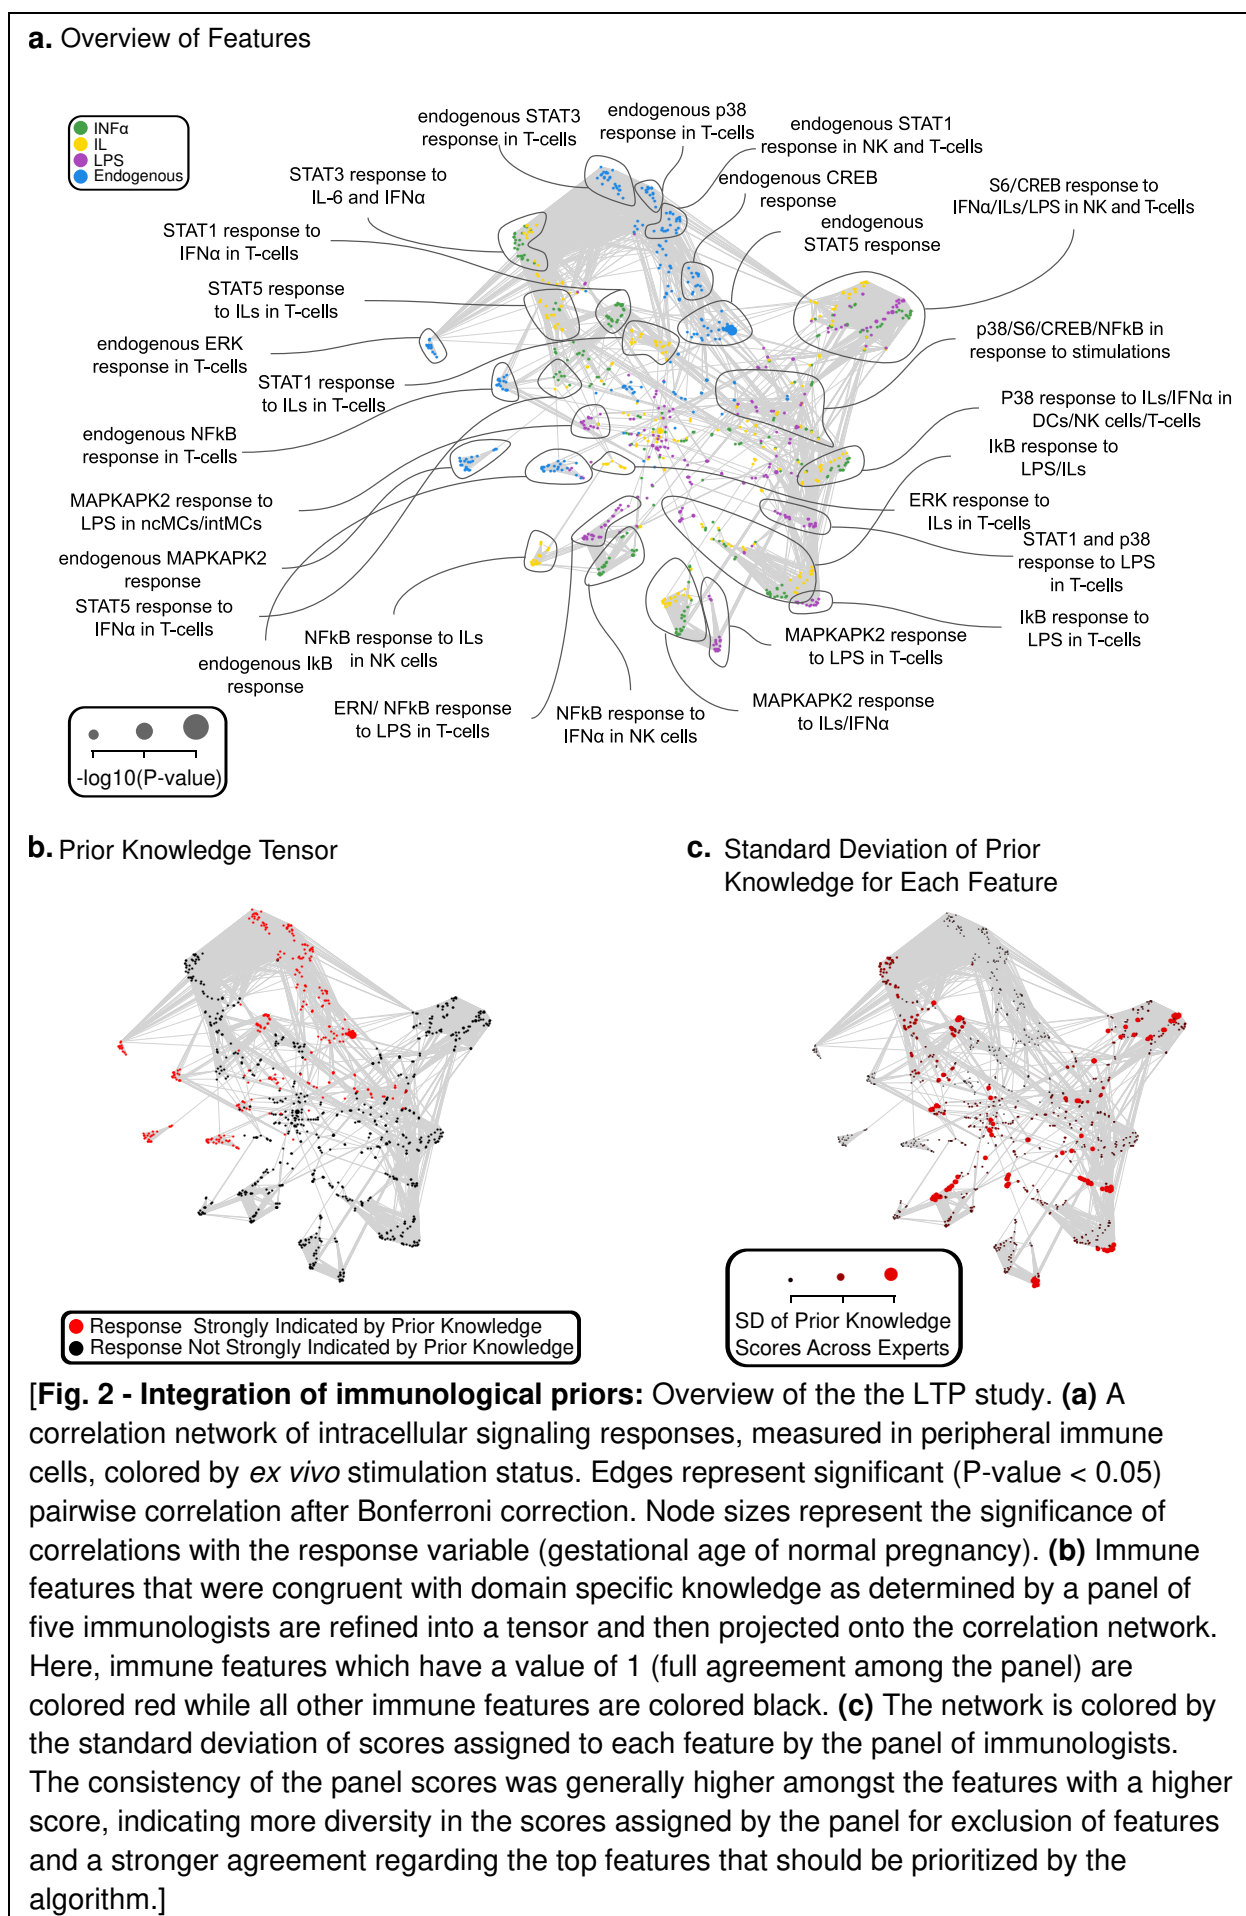 a. Overview of Features
INFα
IL
LPS
Endogenous
endogenous STAT3
response in T-cells
endogenous p38
response in T-cells
endogenous STAT1
response in NK and T-cells
STAT3 response to
IL-6 and IFNα
endogenous CREB
response
S6/CREB response to
IFNα/ILs/LPS in NK and T-cells
STAT1 response to
IFNα in T-cells
endogenous
STAT5 response
STAT5 response
to ILs in T-cells
endogenous ERK
response in T-cells
p38/S6/CREB/NFkB in
response to stimulations
STAT1 response
to ILs in T-cells
P38 response to ILs/IFNα in
DCs/NK cells/T-cells
endogenous NFkB
response in T-cells
IkB response to
LPS/ILs
MAPKAPK2 response to
LPS in ncMCs/intMCs
ERK response to
ILs in T-cells
endogenous MAPKAPK2
response
STAT1 and p38
response to LPS
in T-cells
STAT5 response to
IFNα in T-cells
IkB response to
LPS in T-cells
endogenous IkB
response
NFkB response to ILs
in NK cells
MAPKAPK2 response
to LPS in T-cells
ERN/ NFkB response
to LPS in T-cells
NFkB response to
IFNα in NK cells
MAPKAPK2 response
to ILs/IFNα
-log10(P-value)
b. Prior Knowledge Tensor
c. Standard Deviation of Prior
Knowledge for Each Feature
Response Strongly Indicated by Prior Knowledge
Response Not Strongly Indicated by Prior Knowledge
SD of Prior Knowledge
Scores Across Experts
[Fig. 2 - Integration of immunological priors: Overview of the the LTP study. (a) A
correlation network of intracellular signaling responses, measured in peripheral immune
cells, colored by ex vivo stimulation status. Edges represent significant (P-value < 0.05)
pairwise correlation after Bonferroni correction. Node sizes represent the significance of
correlations with the response variable (gestational age of normal pregnancy). (b) Immune
features that were congruent with domain specific knowledge as determined by a panel of
five immunologists are refined into a tensor and then projected onto the correlation network.
Here, immune features which have a value of 1 (full agreement among the panel) are
colored red while all other immune features are colored black. (c) The network is colored by
the standard deviation of scores assigned to each feature by the panel of immunologists.
The consistency of the panel scores was generally higher amongst the features with a higher
score, indicating more diversity in the scores assigned by the panel for exclusion of features
and a stronger agreement regarding the top features that should be prioritized by the
algorithm.]